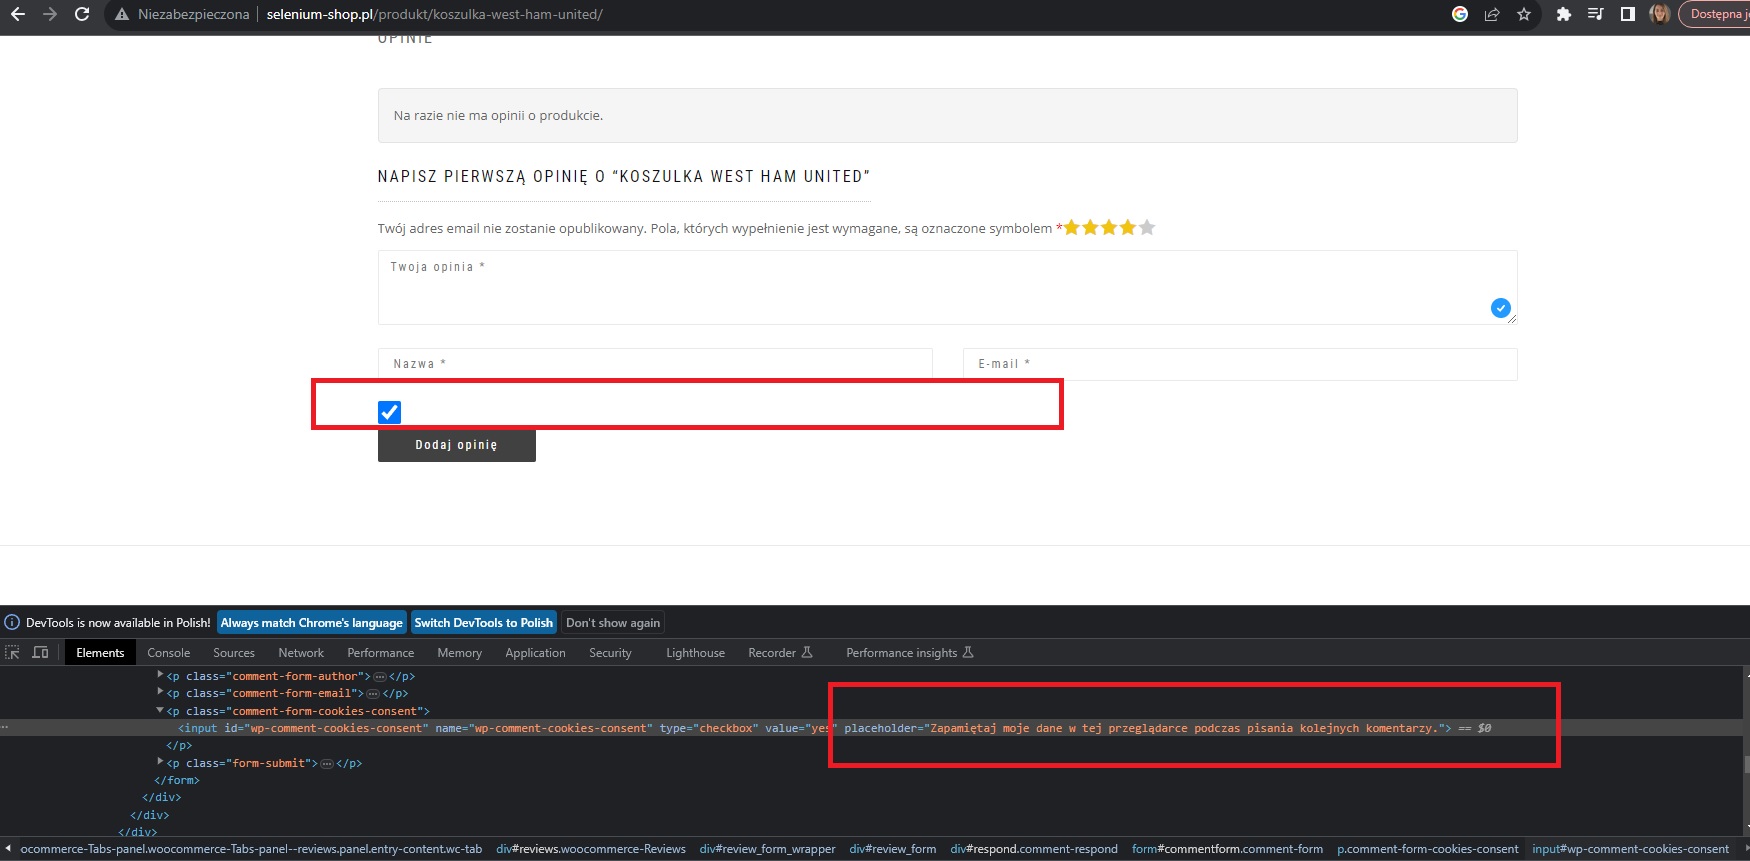 Niezabezpieczona selenium-shop.pl/produkt/koszulka-west-ham-united/ Dostępna j
OPINIE
Na razie nie ma opinii o produkcie.
NAPISZ PIERWSZĄ OPINIĘ O “KOSZULKA WEST HAM UNITED”
Twój adres email nie zostanie opublikowany. Pola, których wypełnienie jest wymagane, są oznaczone symbolem *
Twoja opinia *
Nazwa * E-mail *
Dodaj opinię
DevTools is now available in Polish! Always match Chrome's language Switch DevTools to Polish Don't show again
Elements Console Sources Network Performance Memory Application Security Lighthouse Recorder Performance insights
<p class="comment-form-author">…</p>
<p class="comment-form-email">…</p>
<p class="comment-form-cookies-consent">
<input id="wp-comment-cookies-consent" name="wp-comment-cookies-consent" type="checkbox" value="yes" placeholder="Zapamiętaj moje dane w tej przeglądarce podczas pisania kolejnych komentarzy."> == $0
</p>
<p class="form-submit">…</p>
</form>
</div>
</div>
</div>
ocommerce-Tabs-panel.woocommerce-Tabs-panel--reviews.panel.entry-content.wc-tab div#reviews.woocommerce-Reviews div#review_form_wrapper div#review_form div#respond.comment-respond form#commentform.comment-form p.comment-form-cookies-consent input#wp-comment-cookies-consent